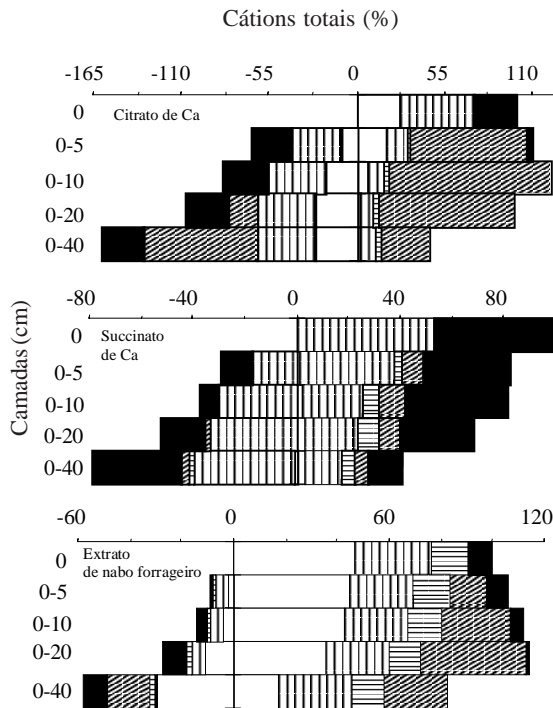 Cátions totais (%)
-165 -110 -55 0 55 110
0
Citrato de Ca
0-5
0-10
0-20
0-40
Camadas (cm)
-80 -40 0 40 80
0
Succinato
de Ca
0-5
0-10
0-20
0-40
-60 0 60 120
0
Extrato
de nabo forrageiro
0-5
0-10
0-20
0-40